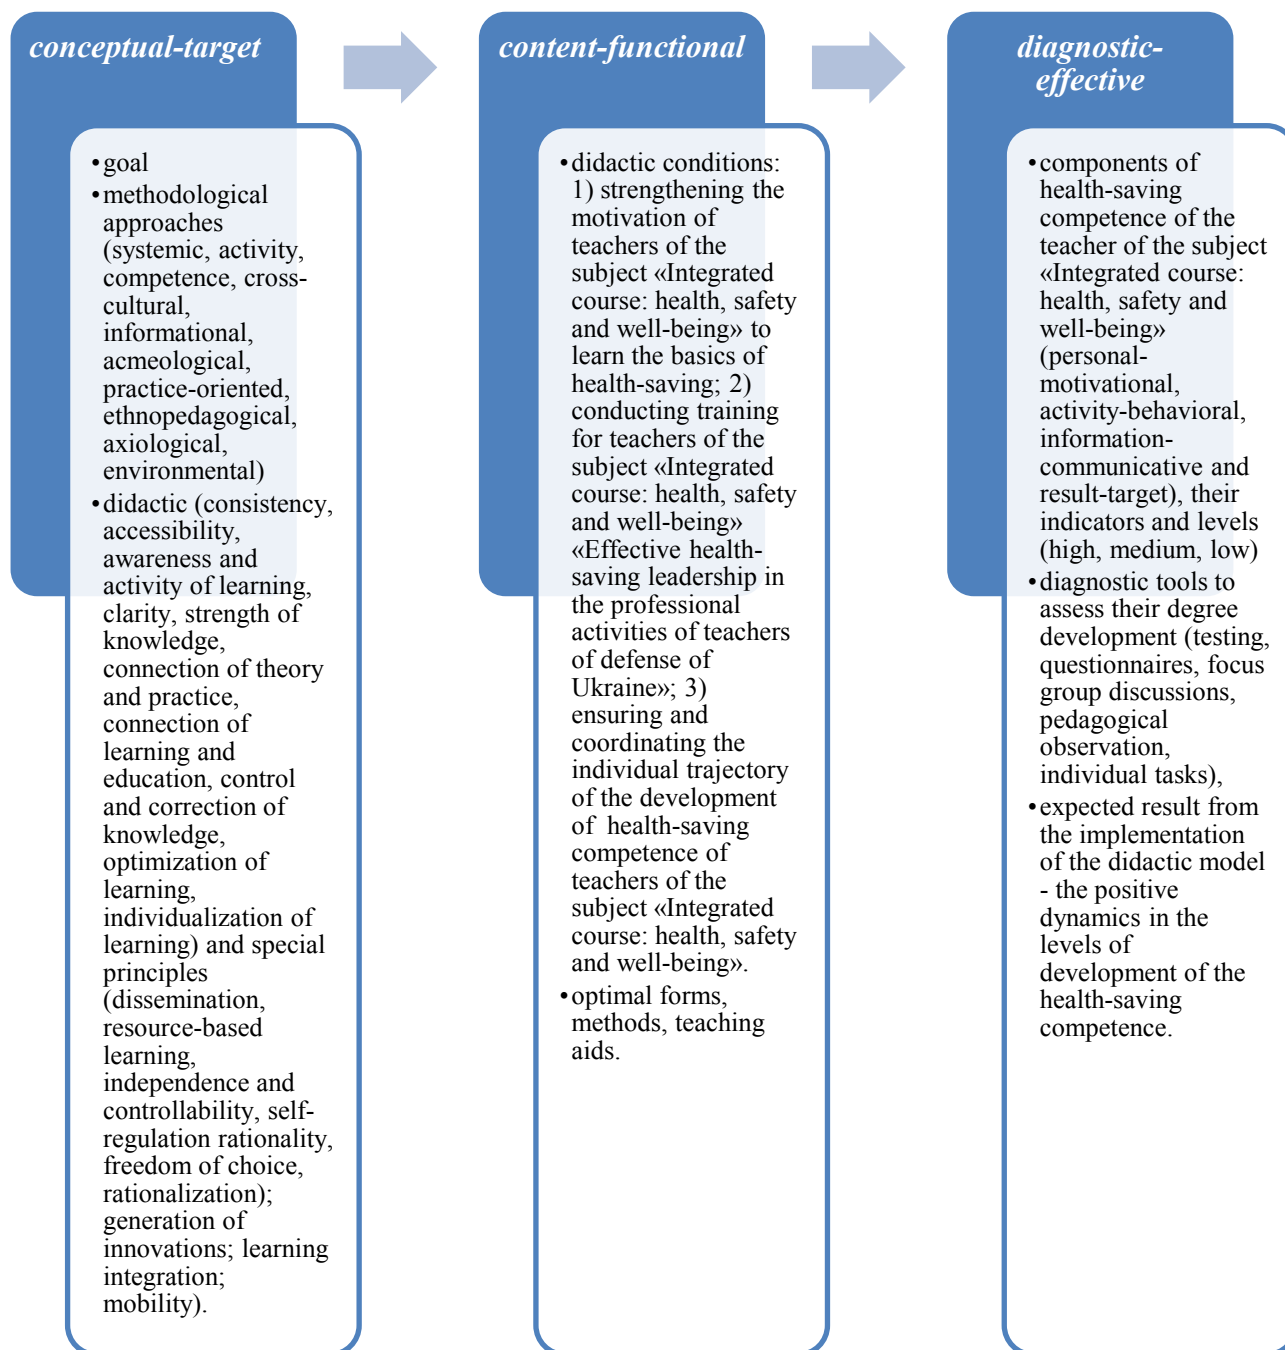 conceptual-target
•goal
•methodological
approaches
(systemic, activity,
competence, cross-
cultural,
informational,
acmeological,
practice-oriented,
ethnopedagogical,
axiological,
environmental)
•didactic (consistency,
accessibility,
awareness and
activity of learning,
clarity, strength of
knowledge,
connection of theory
and practice,
connection of
learning and
education, control
and correction of
knowledge,
optimization of
learning,
individualization of
learning) and special
principles
(dissemination,
resource-based
learning,
independence and
controllability, self-
regulation rationality,
freedom of choice,
rationalization);
generation of
innovations; learning
integration;
mobility).
content-functional
•didactic conditions:
1) strengthening the
motivation of
teachers of the
subject «Integrated
course: health, safety
and well-being» to
learn the basics of
health-saving; 2)
conducting training
for teachers of the
subject «Integrated
course: health, safety
and well-being»
«Effective health-
saving leadership in
the professional
activities of teachers
of defense of
Ukraine»; 3)
ensuring and
coordinating the
individual trajectory
of the development
of health-saving
competence of
teachers of the
subject «Integrated
course: health, safety
and well-being».
•optimal forms,
methods, teaching
aids.
diagnostic-
effective
•components of
health-saving
competence of the
teacher of the subject
«Integrated course:
health, safety and
well-being»
(personal-
motivational,
activity-behavioral,
information-
communicative and
result-target), their
indicators and levels
(high, medium, low)
•diagnostic tools to
assess their degree
development (testing,
questionnaires, focus
group discussions,
pedagogical
observation,
individual tasks),
•expected result from
the implementation
of the didactic model
- the positive
dynamics in the
levels of
development of the
health-saving
competence.